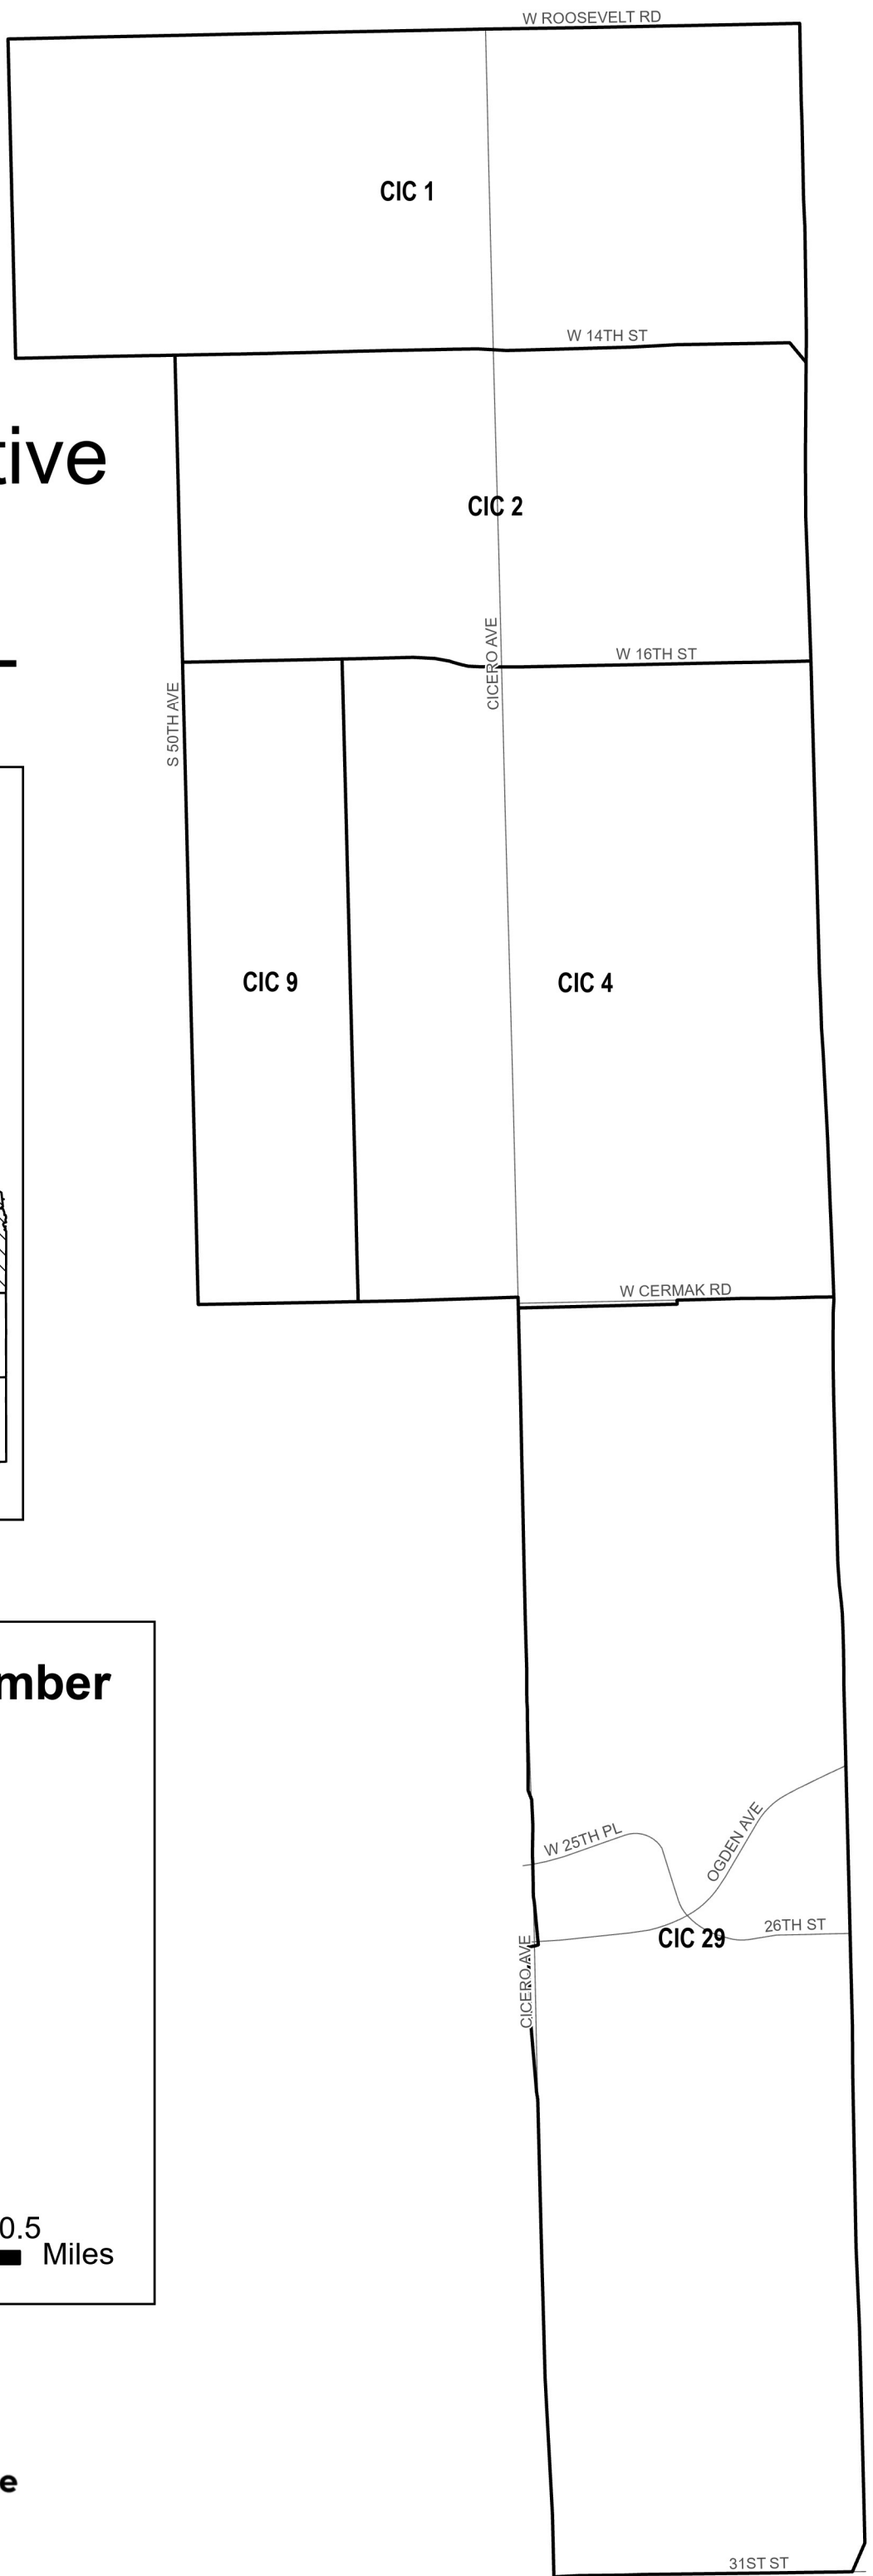 W ROOSEVELT RD
CIC 1
W 14TH ST
tive
CIC 2
CICERO AVE
W 16TH ST
S 50TH AVE
CIC 9
CIC 4
W CERMAK RD
mber
W 25TH PL
OGDEN AVE
26TH ST
CIC 29
CICERO AVE
0.5
Miles
e
31ST ST